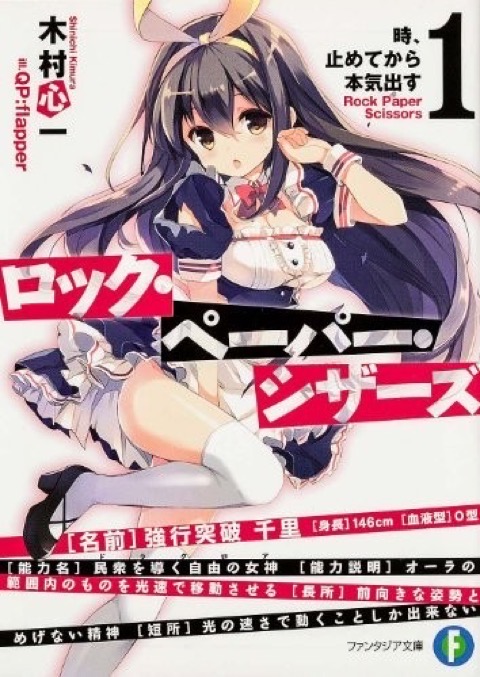 木村心一
Shinichi Kimura
ill.QP:flapper
時、
止めてから
本気出す
Rock Paper
Scissors
1
ロック・
ペーパー・
シザーズ
[名前]強行突破 千里 [身長]146cm [血液型]O型
ドラクロア
[能力名] 民衆を導く自由の女神 [能力説明] オーラの
範囲内のものを光速で移動させる [長所] 前向きな姿勢と
めげない精神 [短所] 光の速さで動くことしか出来ない
ファンタジア文庫